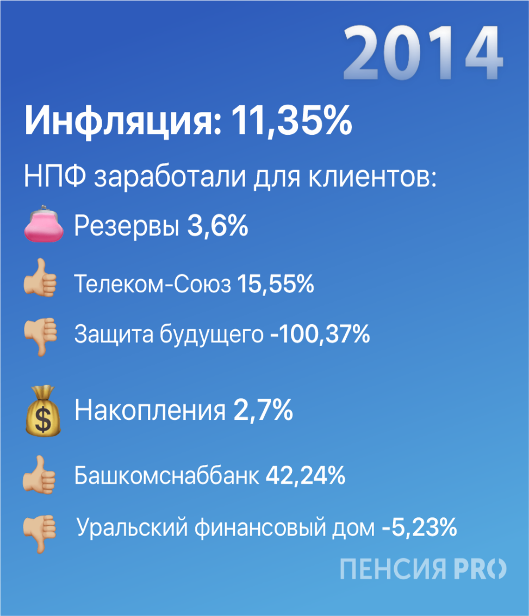 2014
Инфляция: 11,35%
НПФ заработали для клиентов:
Резервы 3,6%
Телеком-Союз 15,55%
Защита будущего -100,37%
Накопления 2,7%
Башкомснаббанк 42,24%
Уральский финансовый дом -5,23%
ПЕНСИЯ PRO